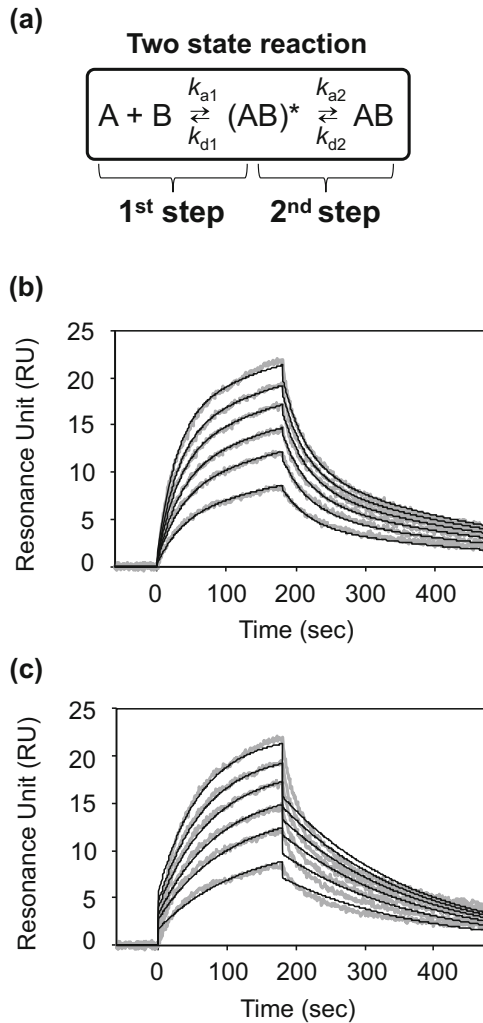 (a)
Two state reaction
A + B ka1 ⇄ kd1 (AB)* ka2 ⇄ kd2 AB
1st step 2nd step
(b)
Resonance Unit (RU)
25
20
15
10
5
0
0 100 200 300 400
Time (sec)
(c)
Resonance Unit (RU)
25
20
15
10
5
0
0 100 200 300 400
Time (sec)